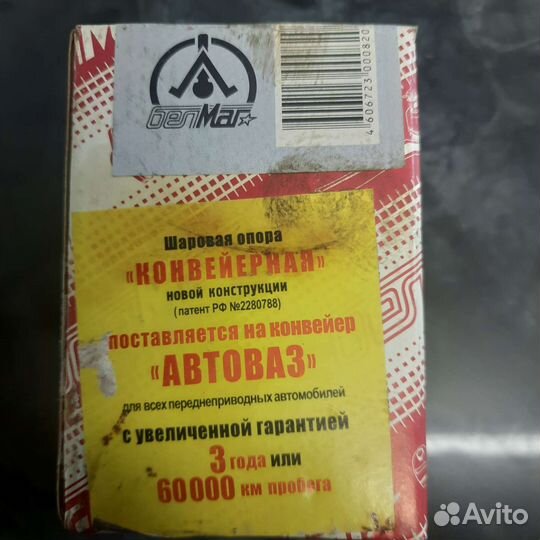 белМаг
4 606723 000820
Шаровая опора
«КОНВЕЙЕРНАЯ»
новой конструкции
(патент РФ №2280788)
поставляется на конвейер
«АВТОВАЗ»
для всех переднеприводных автомобилей
с увеличенной гарантией
3 года или
60000 км пробега
Avito